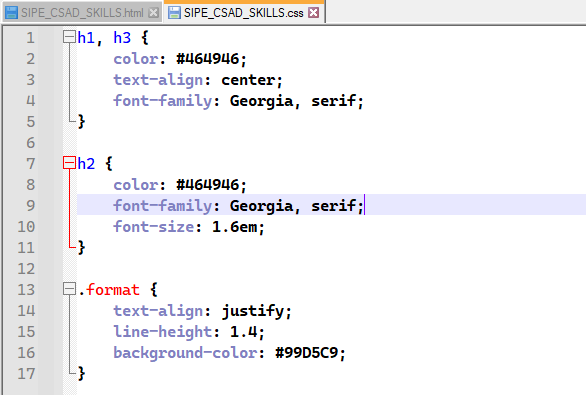 SIPE_CSAD_SKILLS.html SIPE_CSAD_SKILLS.css
1 h1, h3 {
2 color: #464946;
3 text-align: center;
4 font-family: Georgia, serif;
5 }
6
7 h2 {
8 color: #464946;
9 font-family: Georgia, serif;
10 font-size: 1.6em;
11 }
12
13 .format {
14 text-align: justify;
15 line-height: 1.4;
16 background-color: #99D5C9;
17 }